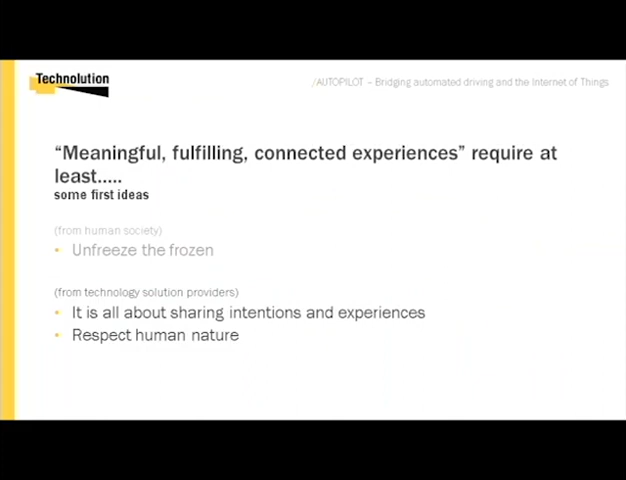 Technolution
/AUTOPILOT – Bridging automated driving and the Internet of Things
“Meaningful, fulfilling, connected experiences” require at
least.....
some first ideas
(from human society)
• Unfreeze the frozen
(from technology solution providers)
• It is all about sharing intentions and experiences
• Respect human nature